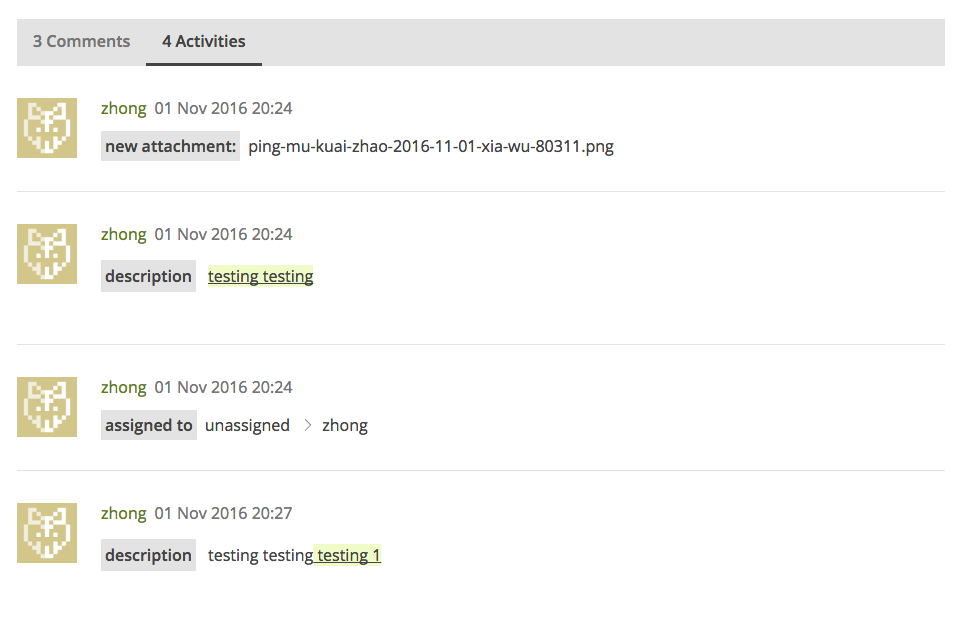 3 Comments 4 Activities
zhong 01 Nov 2016 20:24
new attachment: ping-mu-kuai-zhao-2016-11-01-xia-wu-80311.png
zhong 01 Nov 2016 20:24
description testing testing
zhong 01 Nov 2016 20:24
assigned to unassigned > zhong
zhong 01 Nov 2016 20:27
description testing testing testing 1